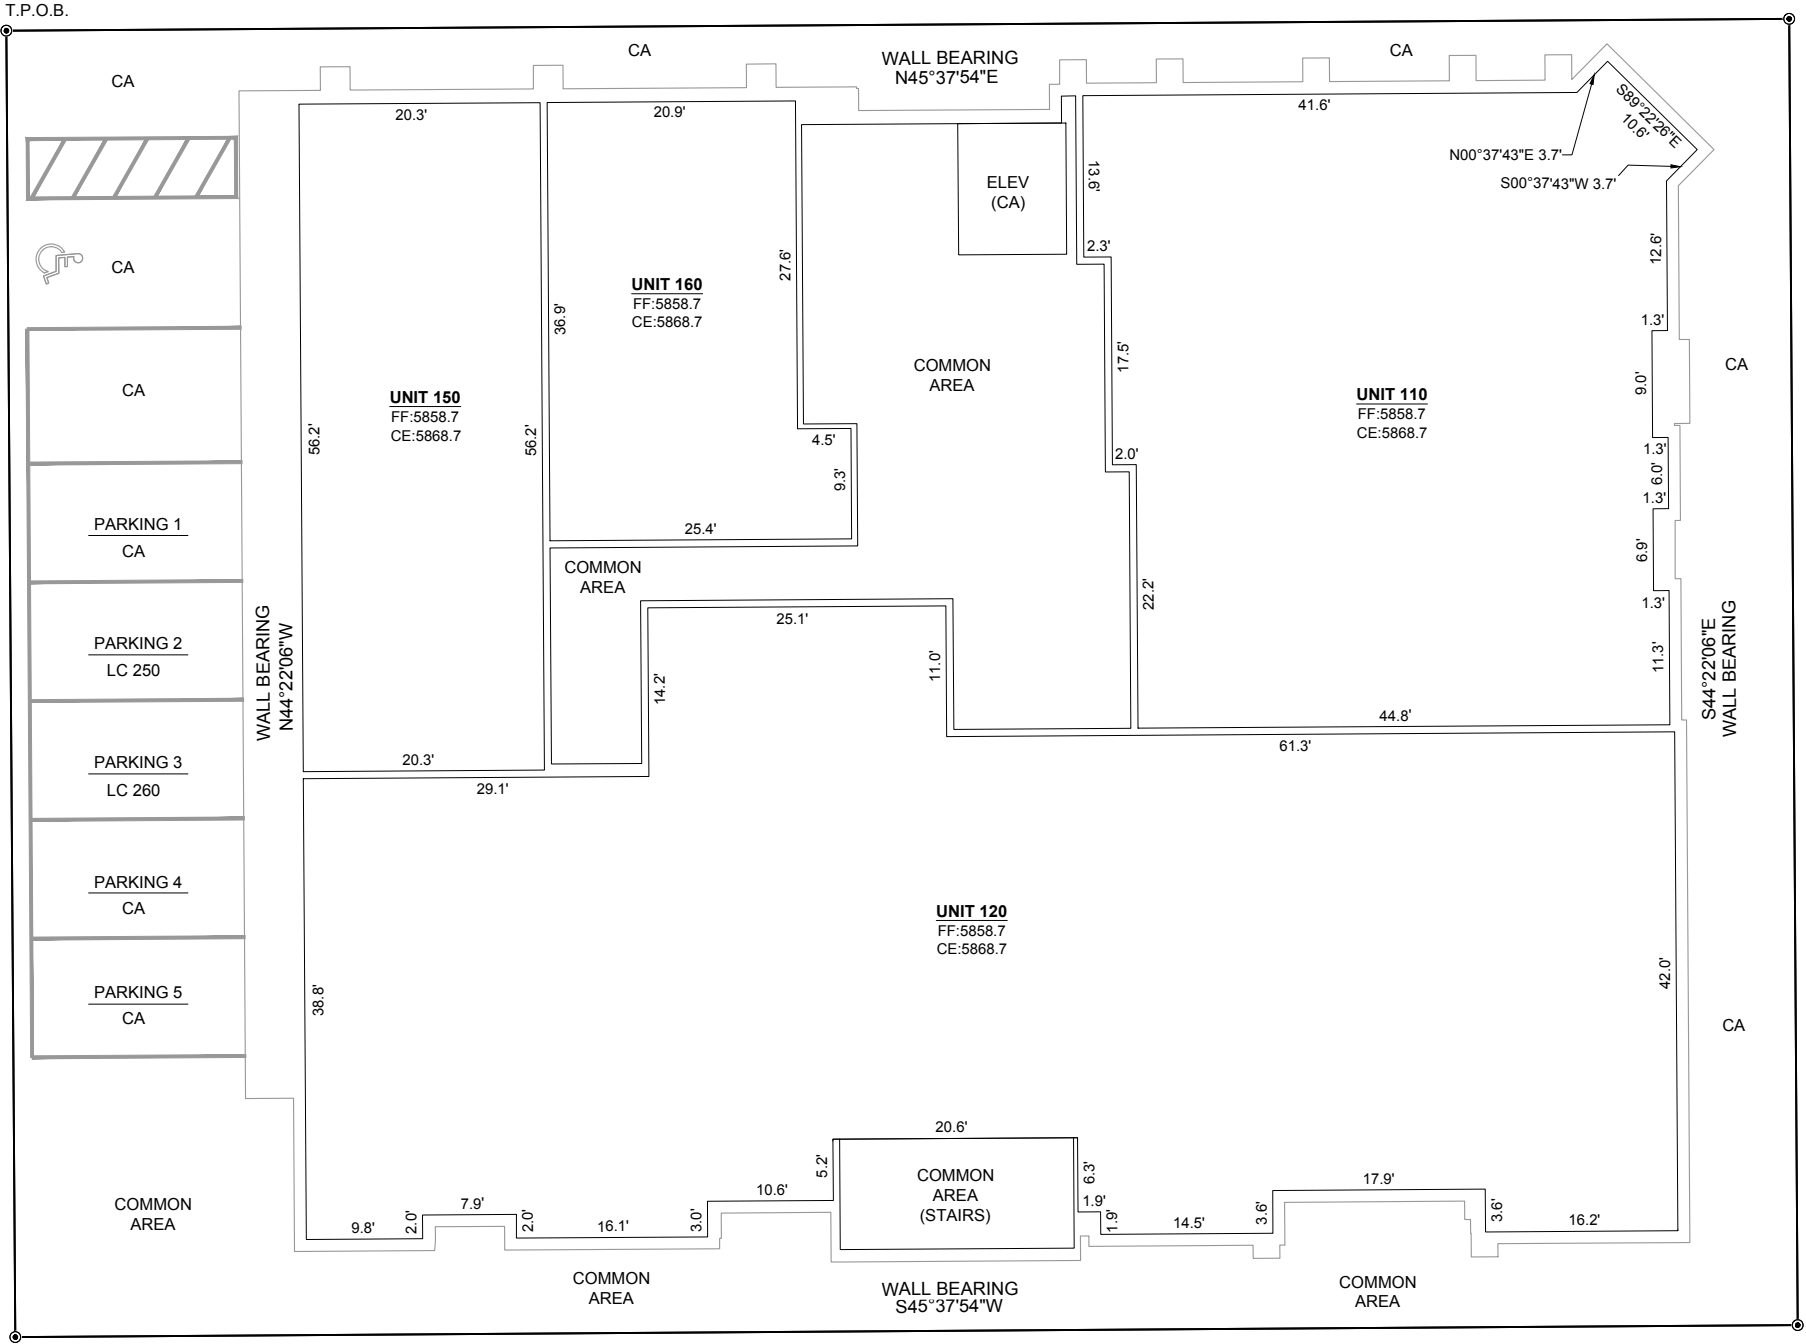 T.P.O.B.
CA
CA
WALL BEARING
N45°37'54"E
CA
20.3'
20.9'
41.6'
S89°22'26"E
10.6'
N00°37'43"E 3.7'
S00°37'43"W 3.7'
13.6'
ELEV
(CA)
2.3'
12.6'
CA
27.6'
UNIT 160
FF:5858.7
CE:5868.7
36.9'
1.3'
17.5'
COMMON
AREA
CA
9.0'
CA
UNIT 150
FF:5858.7
CE:5868.7
UNIT 110
FF:5858.7
CE:5868.7
56.2'
56.2'
4.5'
9.3'
2.0'
1.3'
6.0'
1.3'
PARKING 1
CA
25.4'
6.9'
COMMON
AREA
22.2'
1.3'
25.1'
PARKING 2
LC 250
WALL BEARING
N44°22'06"W
14.2'
11.0'
11.3'
S44°22'06"E
WALL BEARING
44.8'
61.3'
PARKING 3
LC 260
20.3'
29.1'
PARKING 4
CA
UNIT 120
FF:5858.7
CE:5868.7
38.8'
42.0'
PARKING 5
CA
CA
20.6'
COMMON
AREA
(STAIRS)
5.2'
6.3'
1.9'
1.9'
17.9'
10.6'
7.9'
COMMON
AREA
9.8'
2.0'
2.0'
16.1'
3.0'
14.5'
3.6'
3.6'
16.2'
COMMON
AREA
WALL BEARING
S45°37'54"W
COMMON
AREA